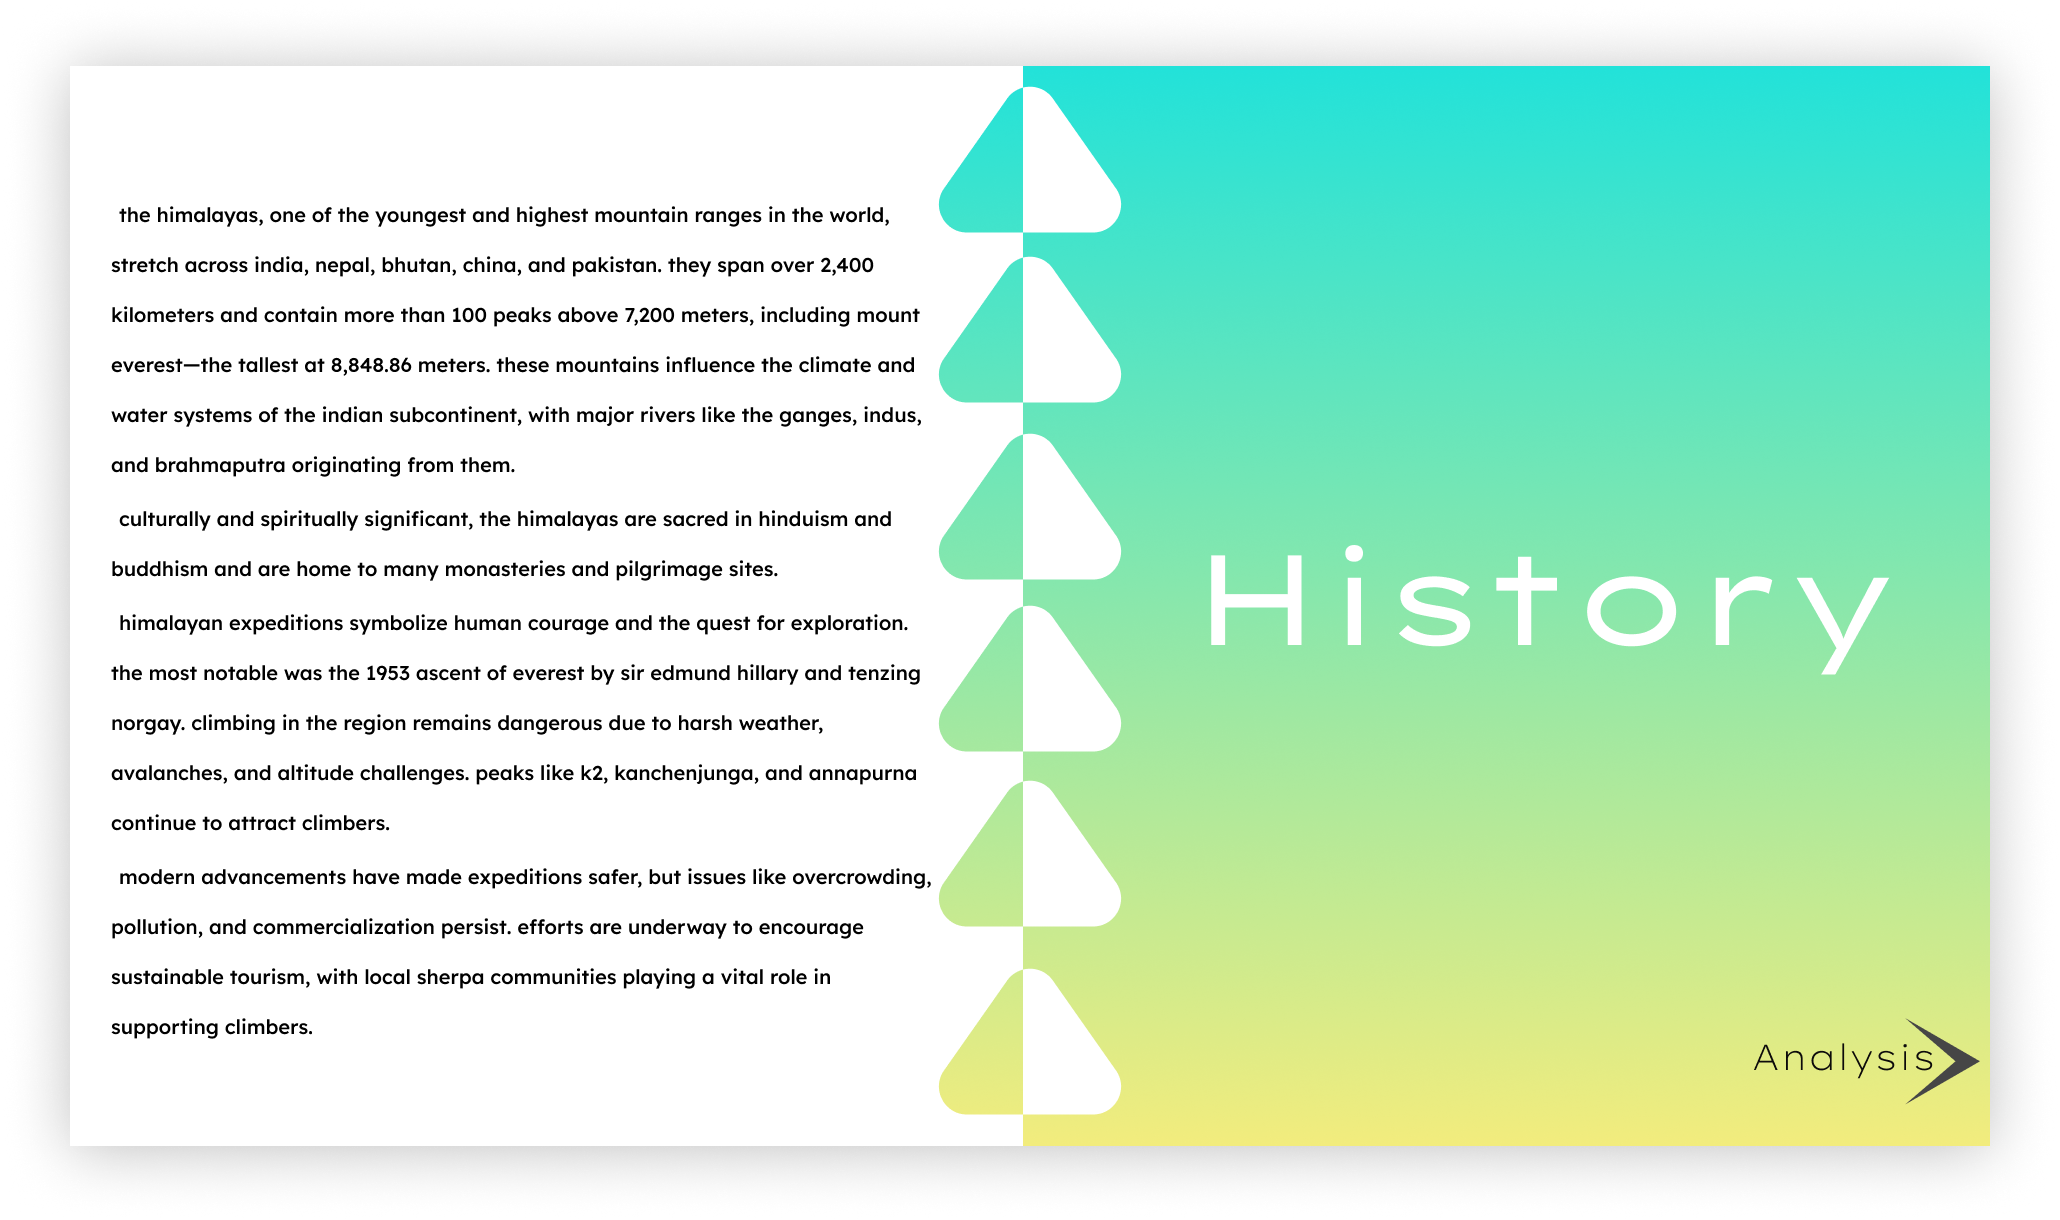 the himalayas, one of the youngest and highest mountain ranges in the world,
stretch across india, nepal, bhutan, china, and pakistan. they span over 2,400
kilometers and contain more than 100 peaks above 7,200 meters, including mount
everest—the tallest at 8,848.86 meters. these mountains influence the climate and
water systems of the indian subcontinent, with major rivers like the ganges, indus,
and brahmaputra originating from them.
culturally and spiritually significant, the himalayas are sacred in hinduism and
buddhism and are home to many monasteries and pilgrimage sites.
himalayan expeditions symbolize human courage and the quest for exploration.
the most notable was the 1953 ascent of everest by sir edmund hillary and tenzing
norgay. climbing in the region remains dangerous due to harsh weather,
avalanches, and altitude challenges. peaks like k2, kanchenjunga, and annapurna
continue to attract climbers.
modern advancements have made expeditions safer, but issues like overcrowding,
pollution, and commercialization persist. efforts are underway to encourage
sustainable tourism, with local sherpa communities playing a vital role in
supporting climbers.
History
Analysis